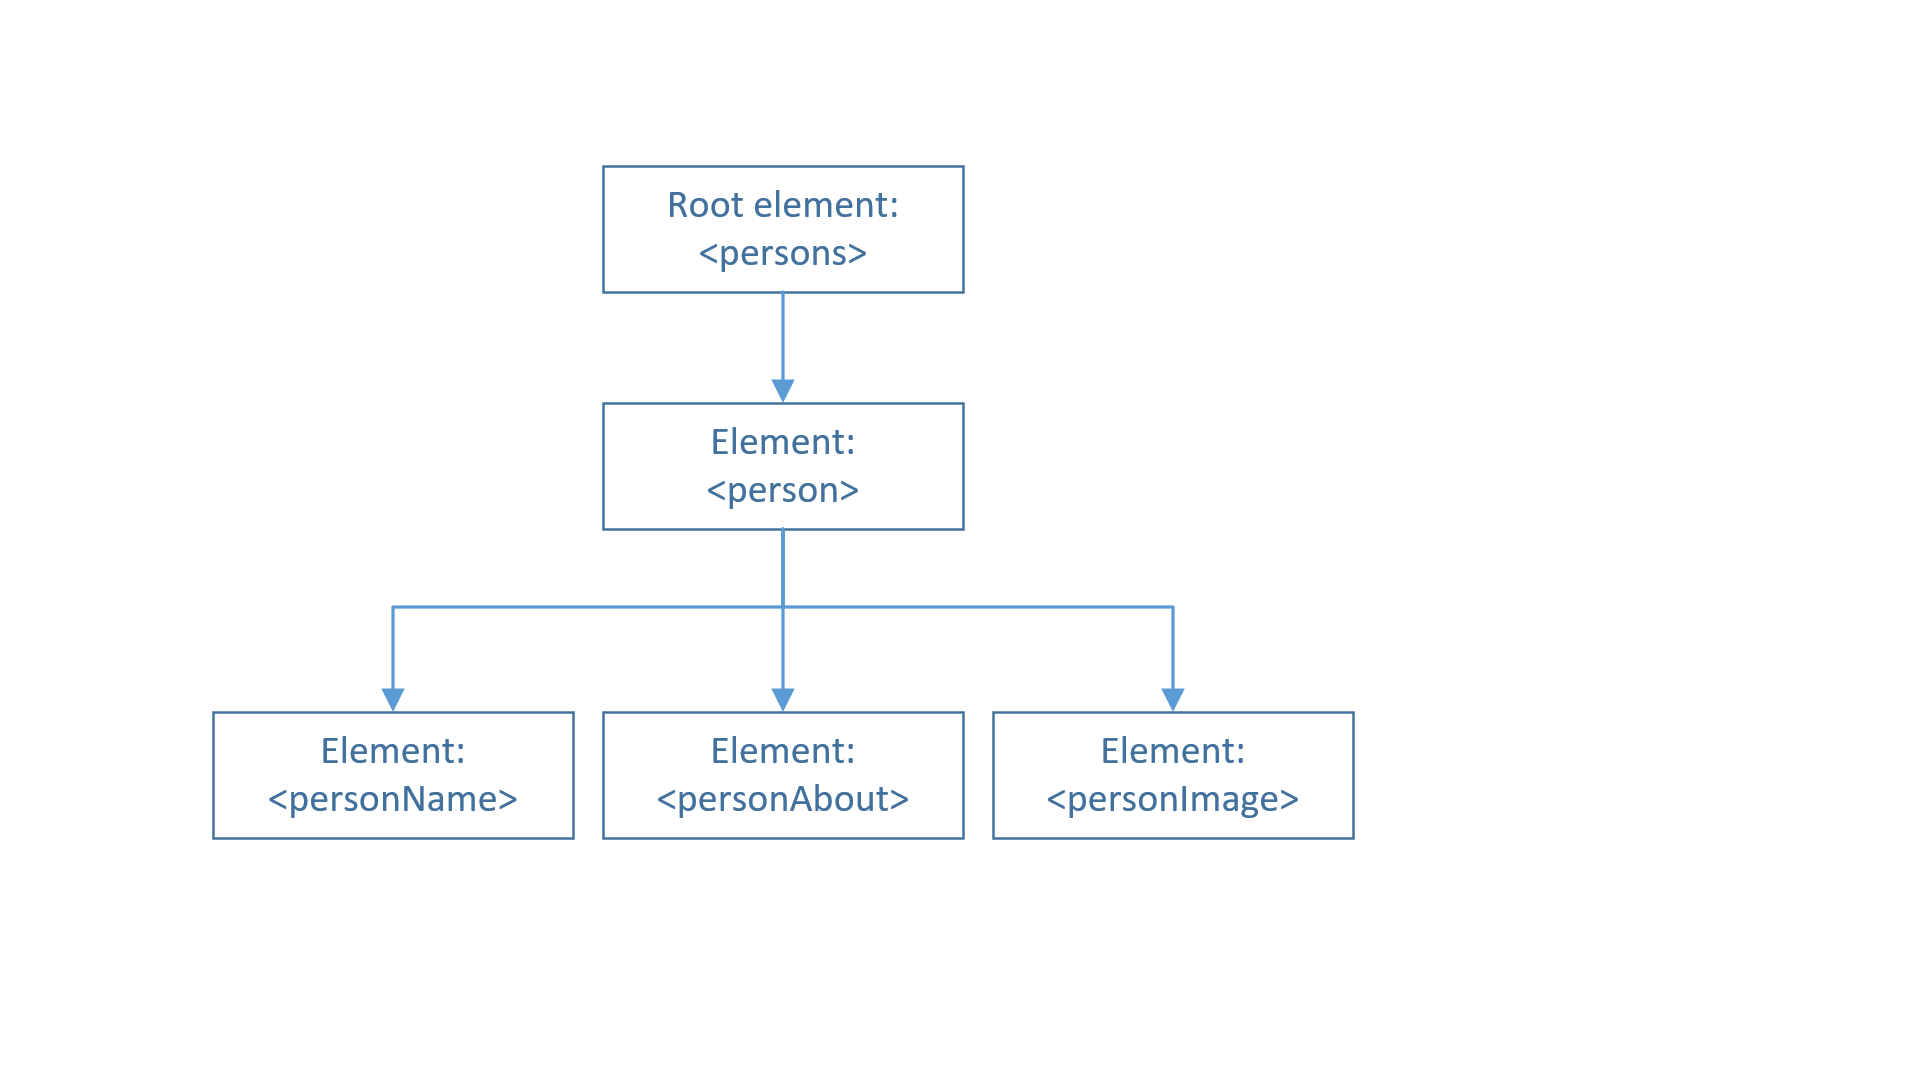 Root element:
<persons>
Element:
<person>
Element:
<personName>
Element:
<personAbout>
Element:
<personImage>